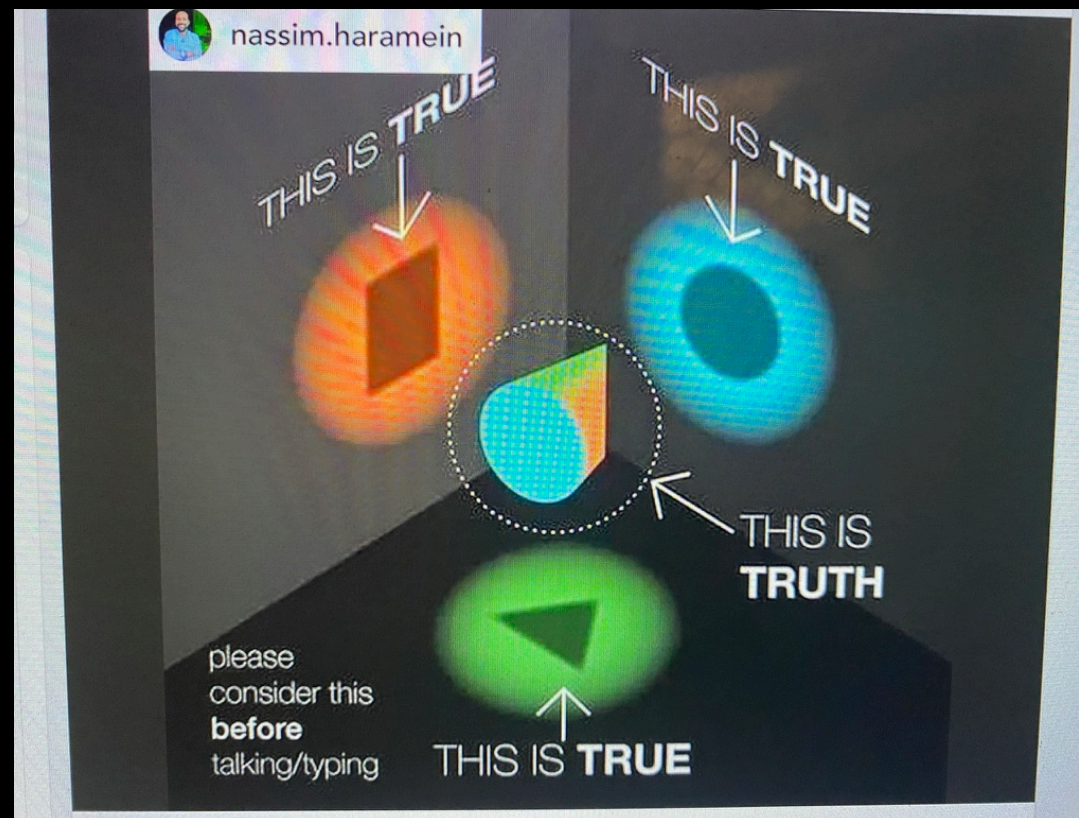 nassim.haramein
THIS IS TRUE
THIS IS TRUE
THIS IS
TRUTH
please
consider this
before
talking/typing
THIS IS TRUE